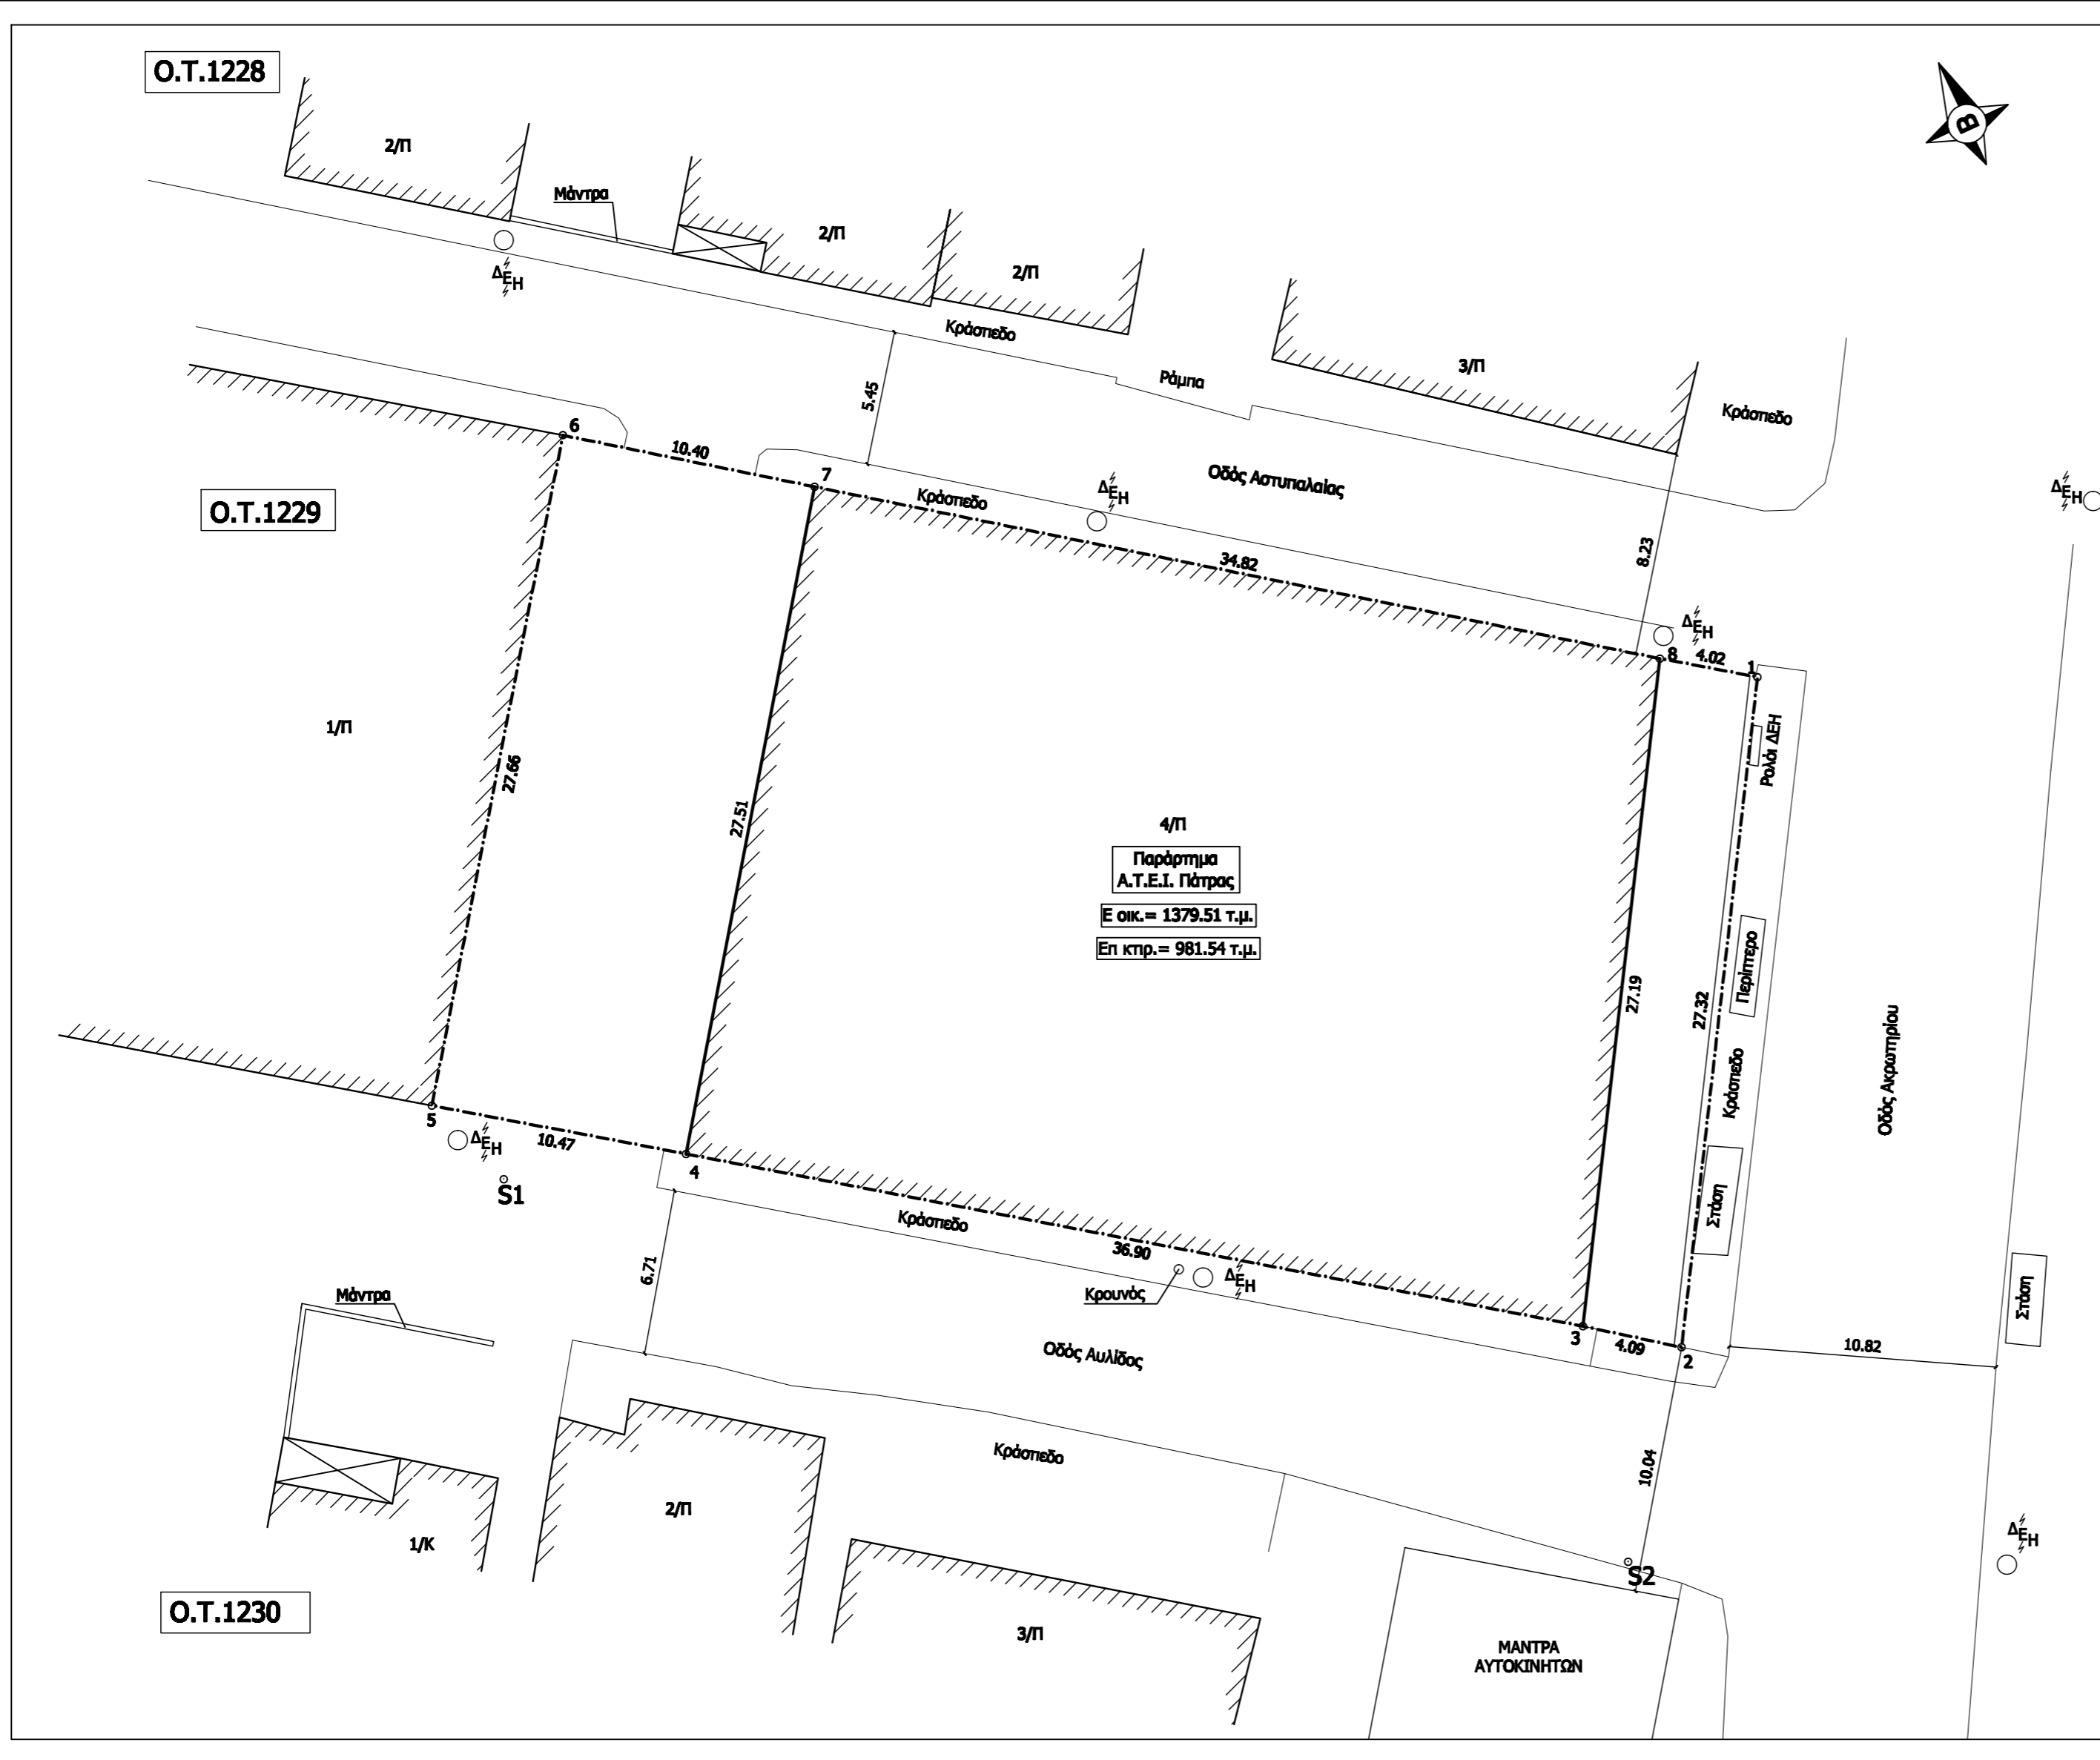 Ο.Τ.1228
Β
2/Π
Μάντρα
2/Π
2/Π
ΔΕΗ
Κράσπεδο
Ράμπα
3/Π
Κράσπεδο
5.45
6
10.40
7
Κράσπεδο
ΔΕΗ
Οδός Αστυπαλαίας
ΔΕΗ
Ο.Τ.1229
34.82
8.23
ΔΕΗ
8
4.02
1
Ρολόι ΔΕΗ
1/Π
27.66
27.51
4/Π
Παράρτημα
Α.Τ.Ε.Ι. Πάτρας
Ε οικ.= 1379.51 τ.μ.
Επ κτιρ.= 981.54 τ.μ.
27.19
27.32
Περίπτερο
Κράσπεδο
Οδός Ακρωτηρίου
Στάση
5
ΔΕΗ
10.47
4
S1
Κράσπεδο
36.90
Κρουνός
ΔΕΗ
3
4.09
2
10.82
Στάση
6.71
Μάντρα
Οδός Αυλίδος
Κράσπεδο
10.04
2/Π
1/Κ
ΔΕΗ
S2
Ο.Τ.1230
3/Π
ΜΑΝΤΡΑ
ΑΥΤΟΚΙΝΗΤΩΝ